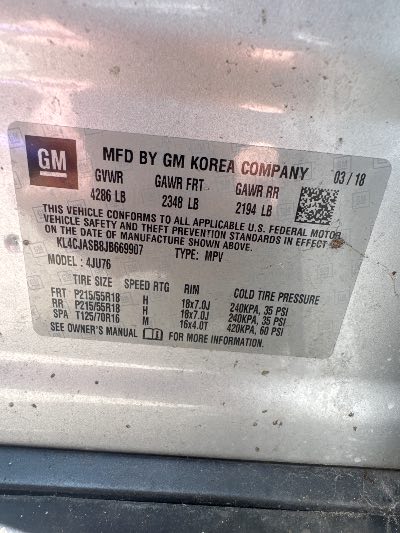 GM
MFD BY GM KOREA COMPANY 03/18
GVWR GAWR FRT GAWR RR
4286 LB 2348 LB 2194 LB
THIS VEHICLE CONFORMS TO ALL APPLICABLE U.S. FEDERAL MOTOR
VEHICLE SAFETY AND THEFT PREVENTION STANDARDS IN EFFECT
ON THE DATE OF MANUFACTURE SHOWN ABOVE.
KL4CJASB8JB669907 TYPE: MPV
MODEL: 4JU76
TIRE SIZE SPEED RTG RIM COLD TIRE PRESSURE
FRT P215/55R18 H 18x7.0J 240KPA, 35 PSI
RR P215/55R18 H 18x7.0J 240KPA, 35 PSI
SPA T125/70R16 M 16x4.0T 420KPA, 60 PSI
SEE OWNER'S MANUAL FOR MORE INFORMATION.